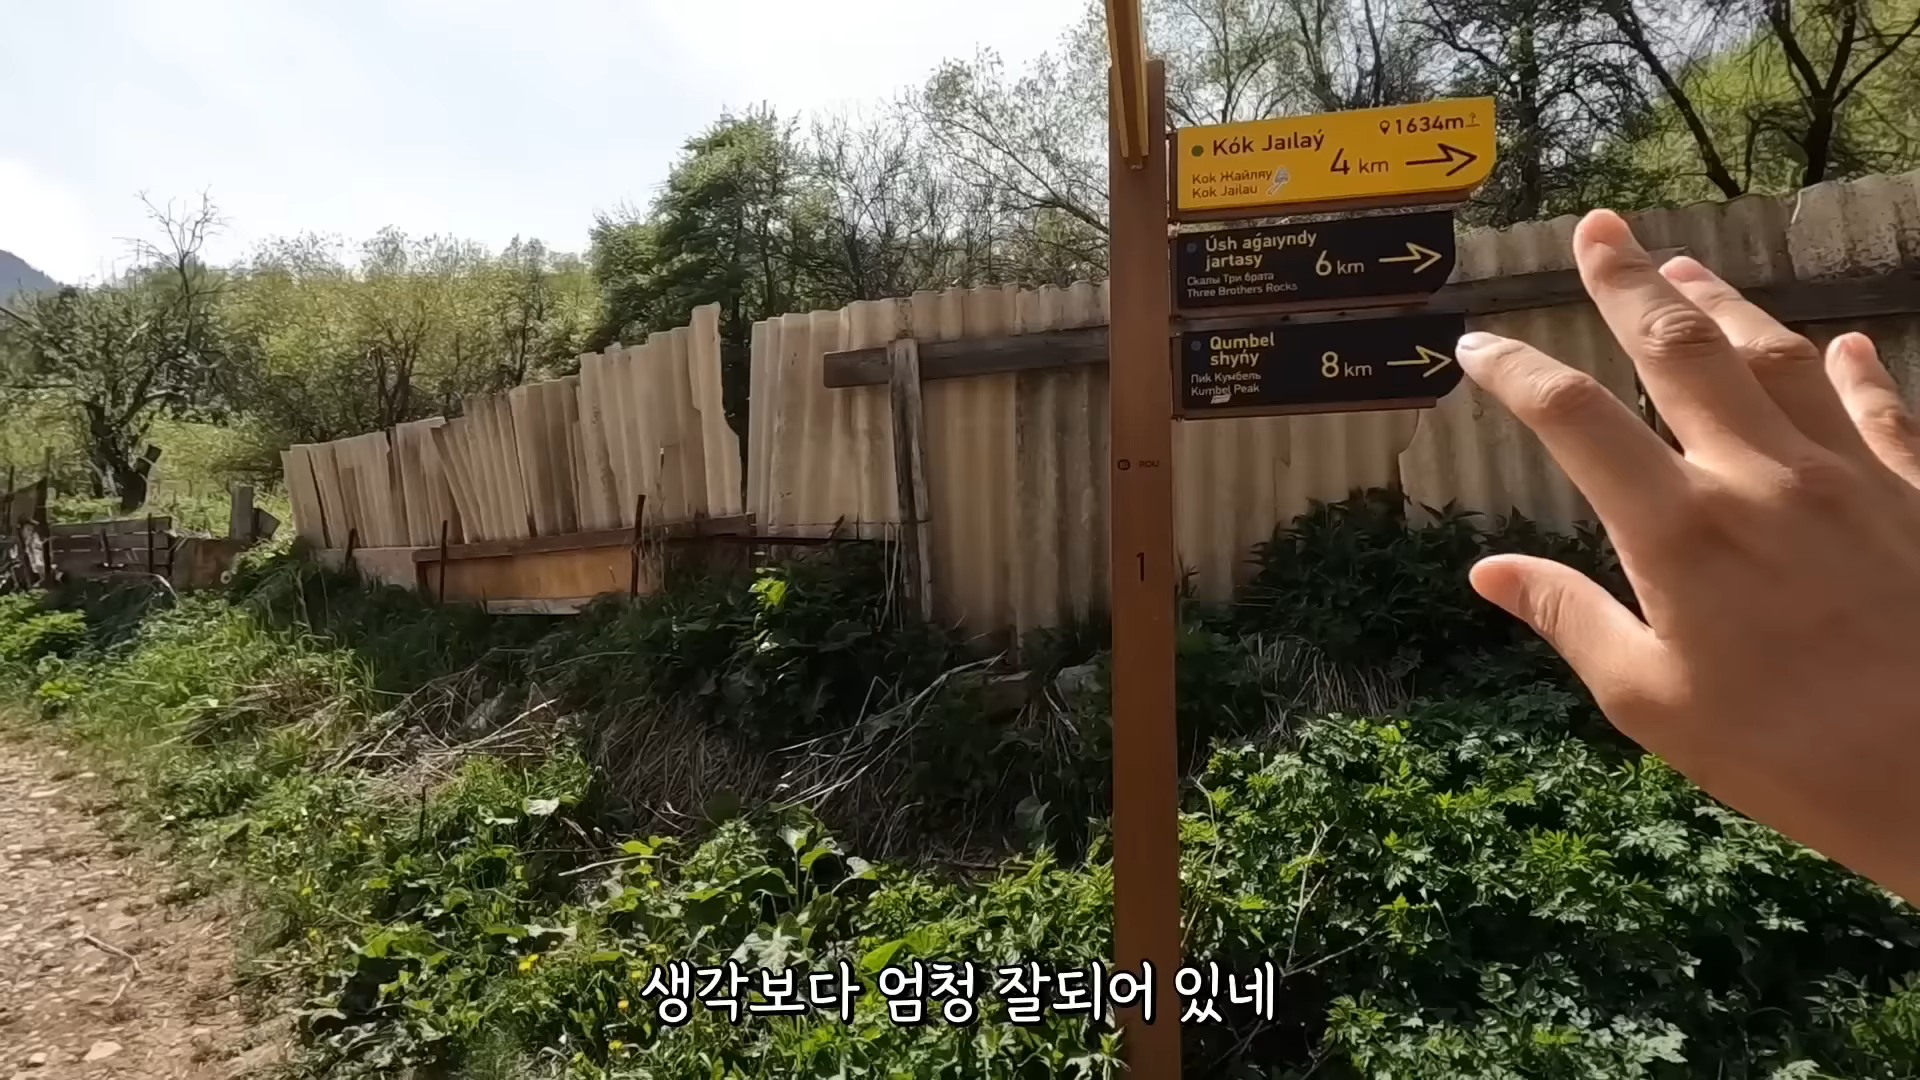 Kók Jaılaý
1634m
4 km
Кок Жайляу
Kok Jailau
Úsh aǵaıyndy
jartasy
6 km
Скалы Три брата
Three Brothers Rocks
Qumbel
shyńy
8 km
Пик Кумбель
Kumbel Peak
1
생각보다 엄청 잘되어 있네